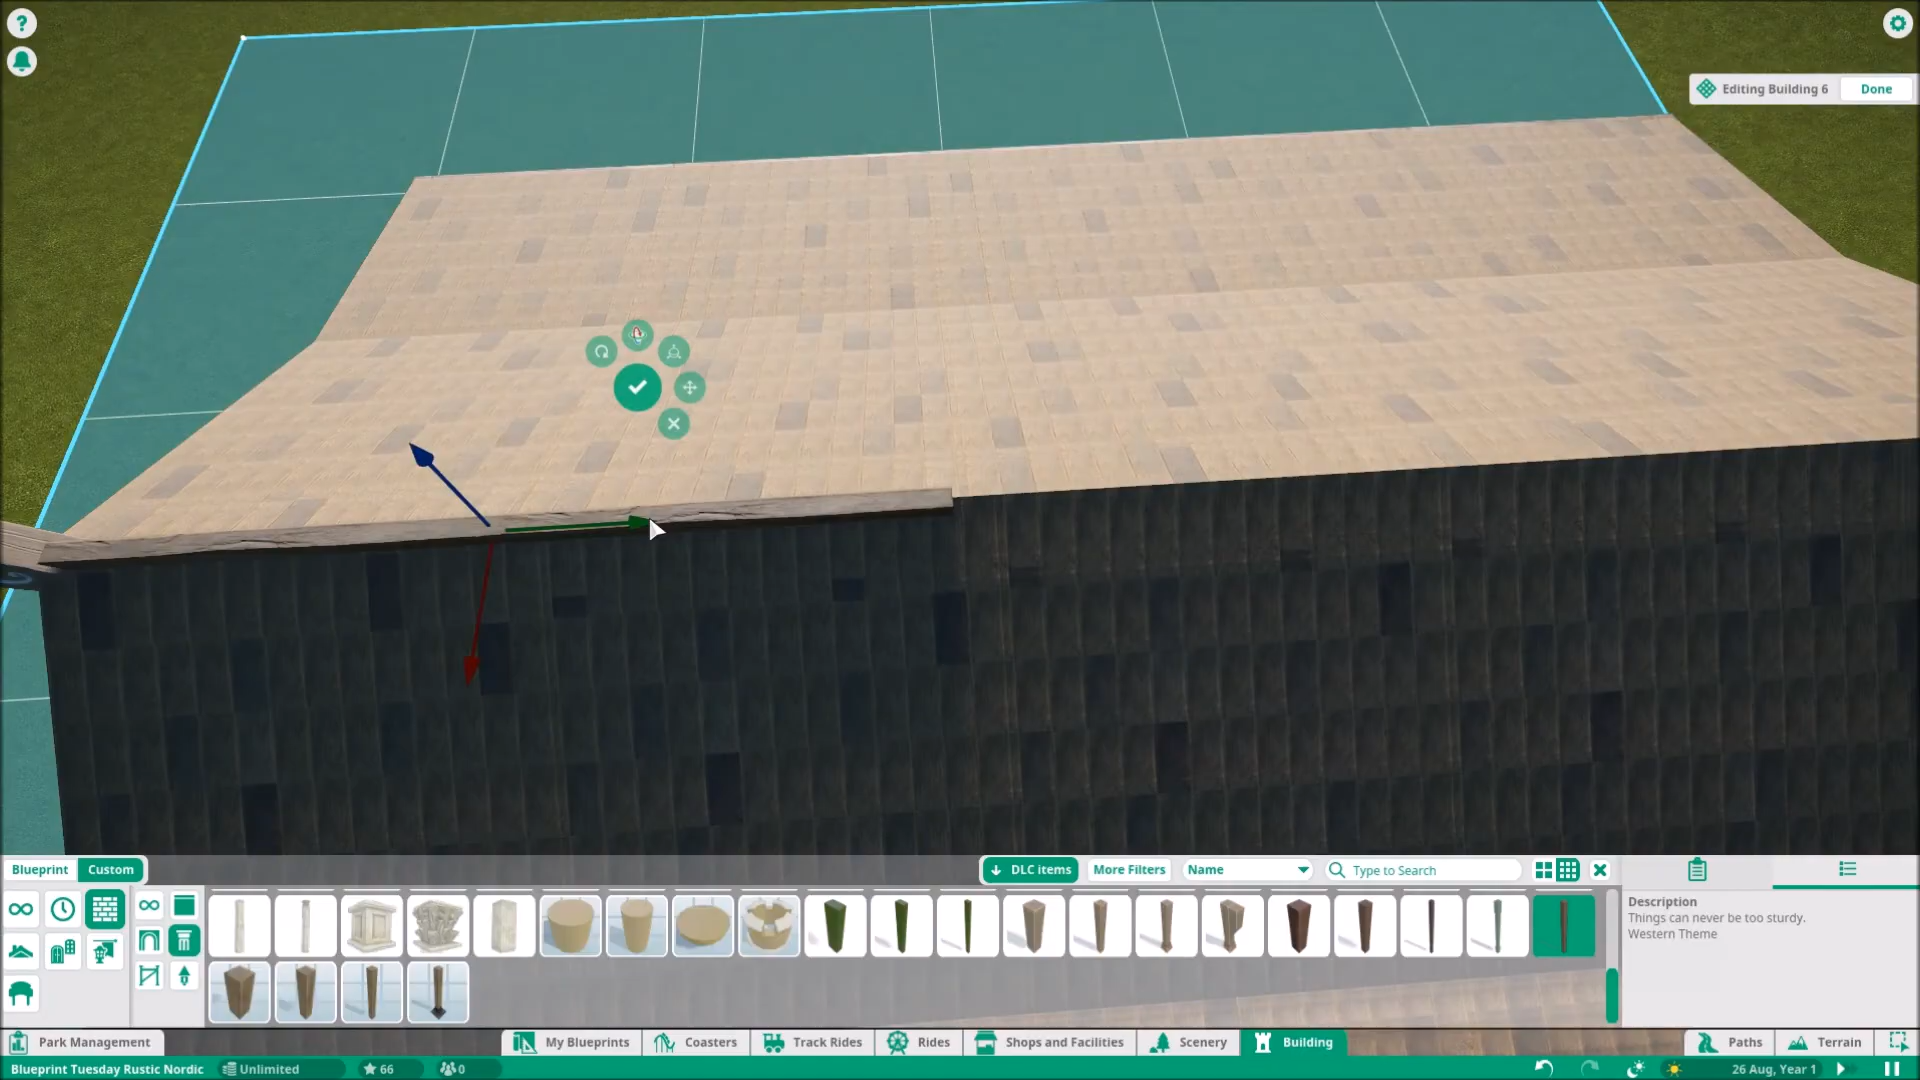 ?
Editing Building 6
Done
Blueprint
Custom
DLC items
More Filters
Name
Type to Search
Description
Things can never be too sturdy.
Western Theme
Park Management
My Blueprints
Coasters
Track Rides
Rides
Shops and Facilities
Scenery
Building
Paths
Terrain
Blueprint Tuesday Rustic Nordic
Unlimited
66
0
26 Aug, Year 1